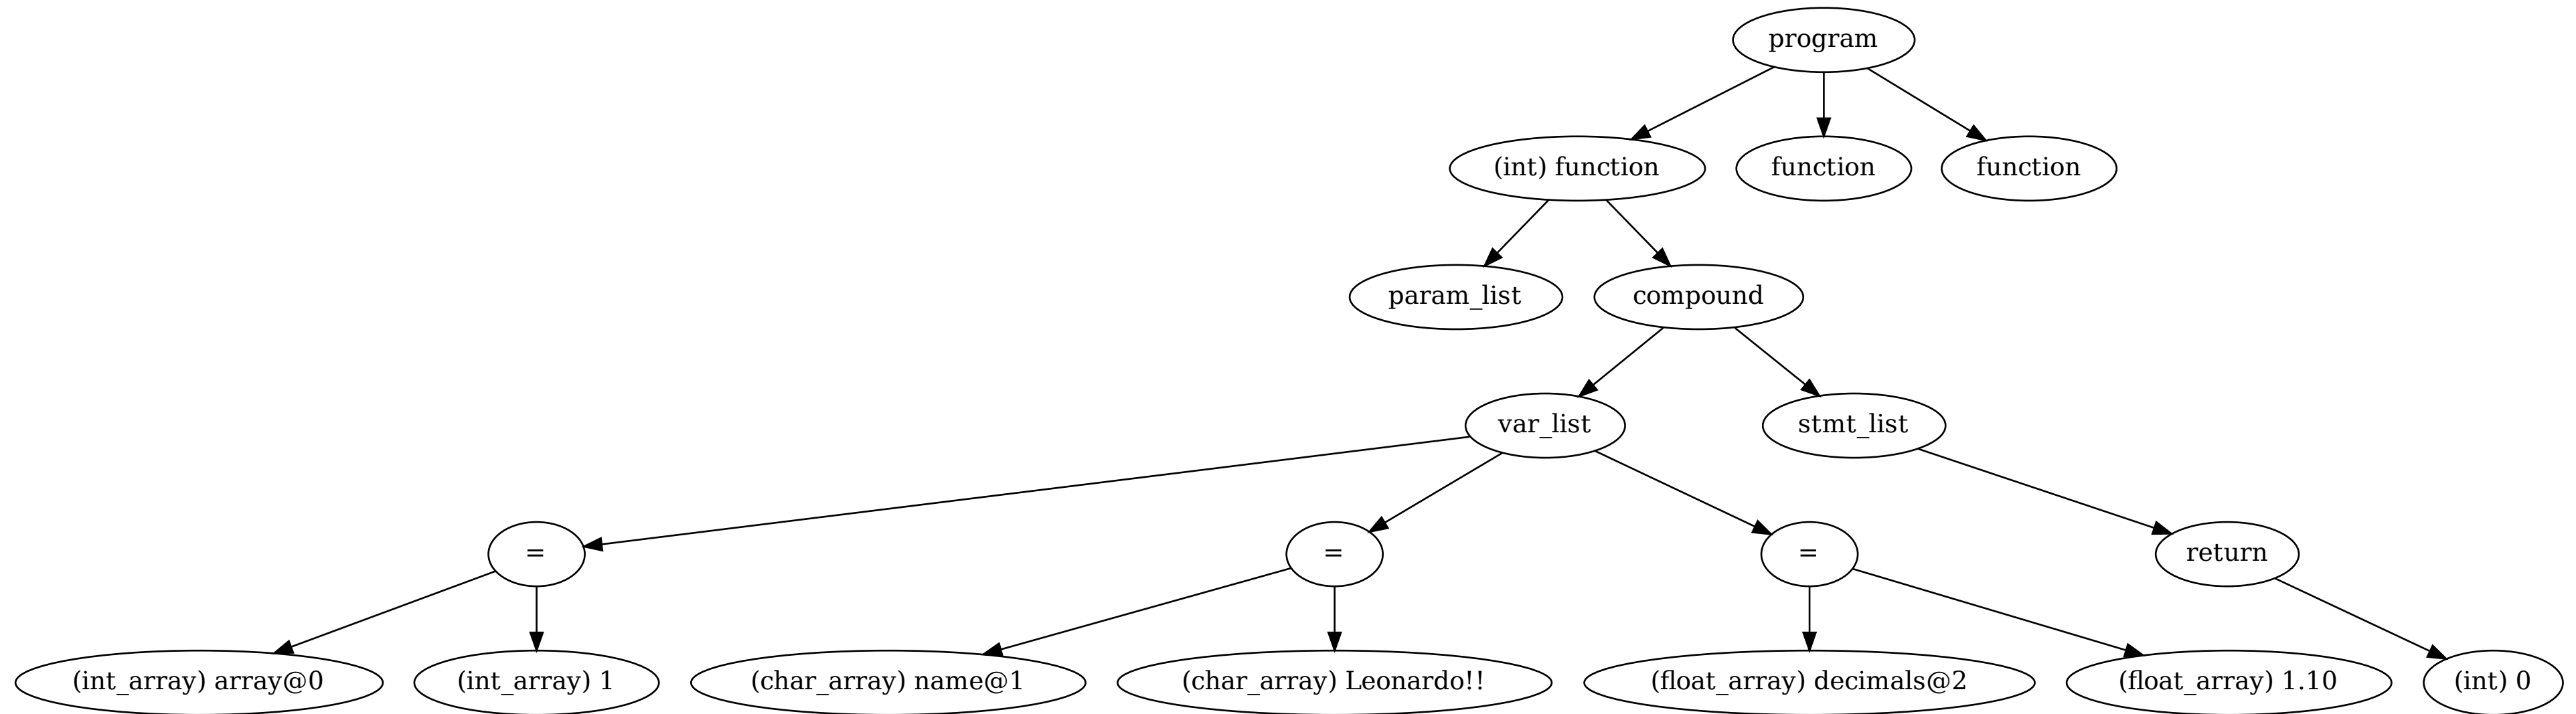 program
(int) function
function
function
param_list
compound
var_list
stmt_list
=
=
=
return
(int_array) array@0
(int_array) 1
(char_array) name@1
(char_array) Leonardo!!
(float_array) decimals@2
(float_array) 1.10
(int) 0